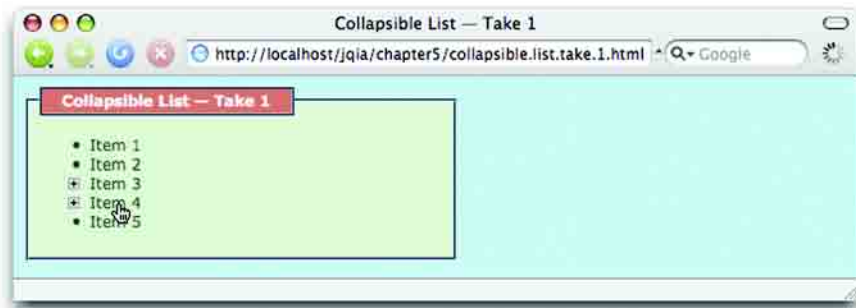 Collapsible List — Take 1
http://localhost/jqia/chapter5/collapsible.list.take.1.html
Google
Collapsible List — Take 1
Item 1
Item 2
Item 3
Item 4
Item 5